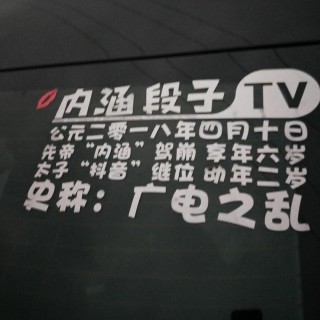 内涵段子TV
公元二零一八年四月十日
先帝“内涵”驾崩 享年六岁
太子“抖音”继位 幼年二岁
史称：广电之乱